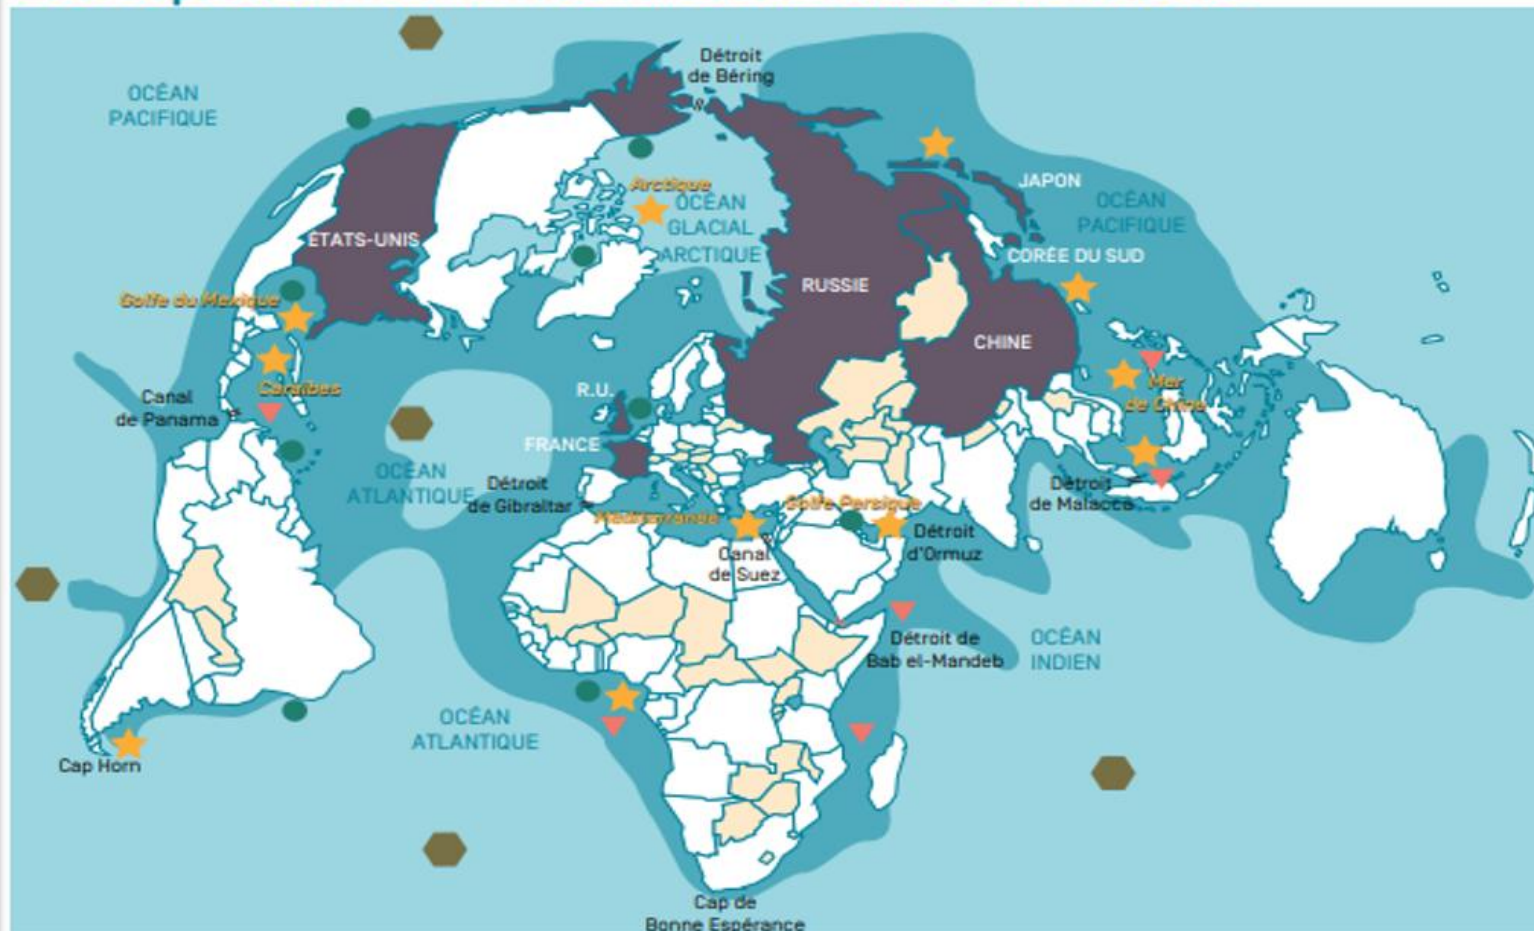 Détroit
de Béring
OCÉAN
PACIFIQUE
JAPON
Arctique
OCÉAN
GLACIAL
ARCTIQUE
OCÉAN
PACIFIQUE
ÉTATS-UNIS
CORÉE DU SUD
RUSSIE
Golfe du Mexique
CHINE
Caraïbes
R.U.
Mer
de Chine
Canal
de Panama
FRANCE
OCÉAN
ATLANTIQUE
Détroit
de Gibraltar
Méditerranée
Golfe Persique
Détroit
de Malacca
Détroit
d'Ormuz
Canal
de Suez
Détroit de
Bab el-Mandeb
OCÉAN
INDIEN
OCÉAN
ATLANTIQUE
Cap Horn
Cap de
Bonne Espérance